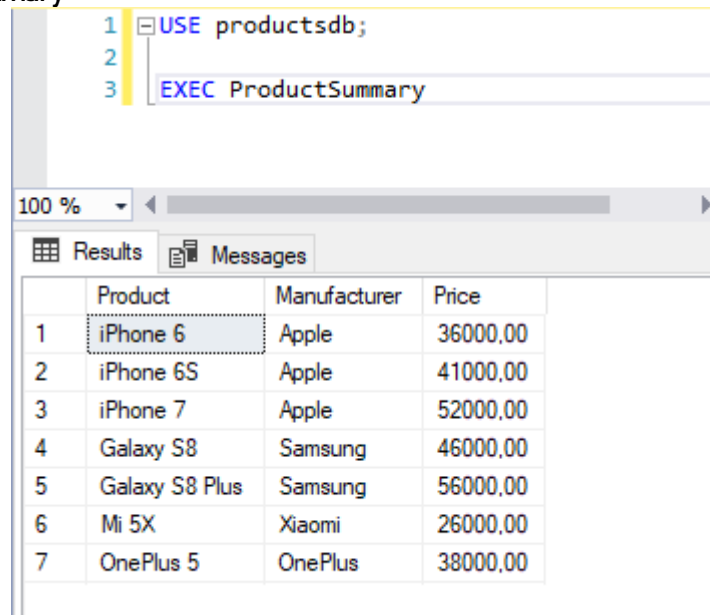 1 USE productsdb;
2
3 EXEC ProductSummary
100 %
Results Messages
Product Manufacturer Price
1 iPhone 6 Apple 36000,00
2 iPhone 6S Apple 41000,00
3 iPhone 7 Apple 52000,00
4 Galaxy S8 Samsung 46000,00
5 Galaxy S8 Plus Samsung 56000,00
6 Mi 5X Xiaomi 26000,00
7 OnePlus 5 OnePlus 38000,00